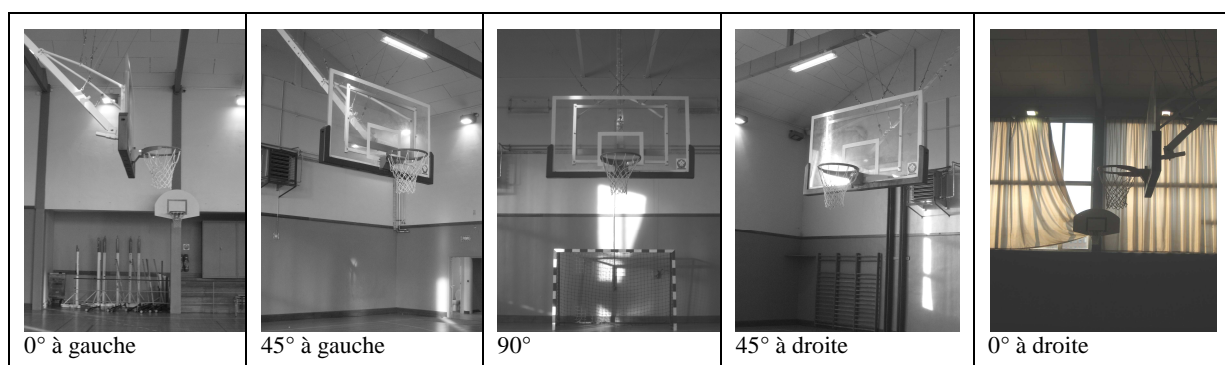 0° à gauche
45° à gauche
90°
45° à droite
0° à droite